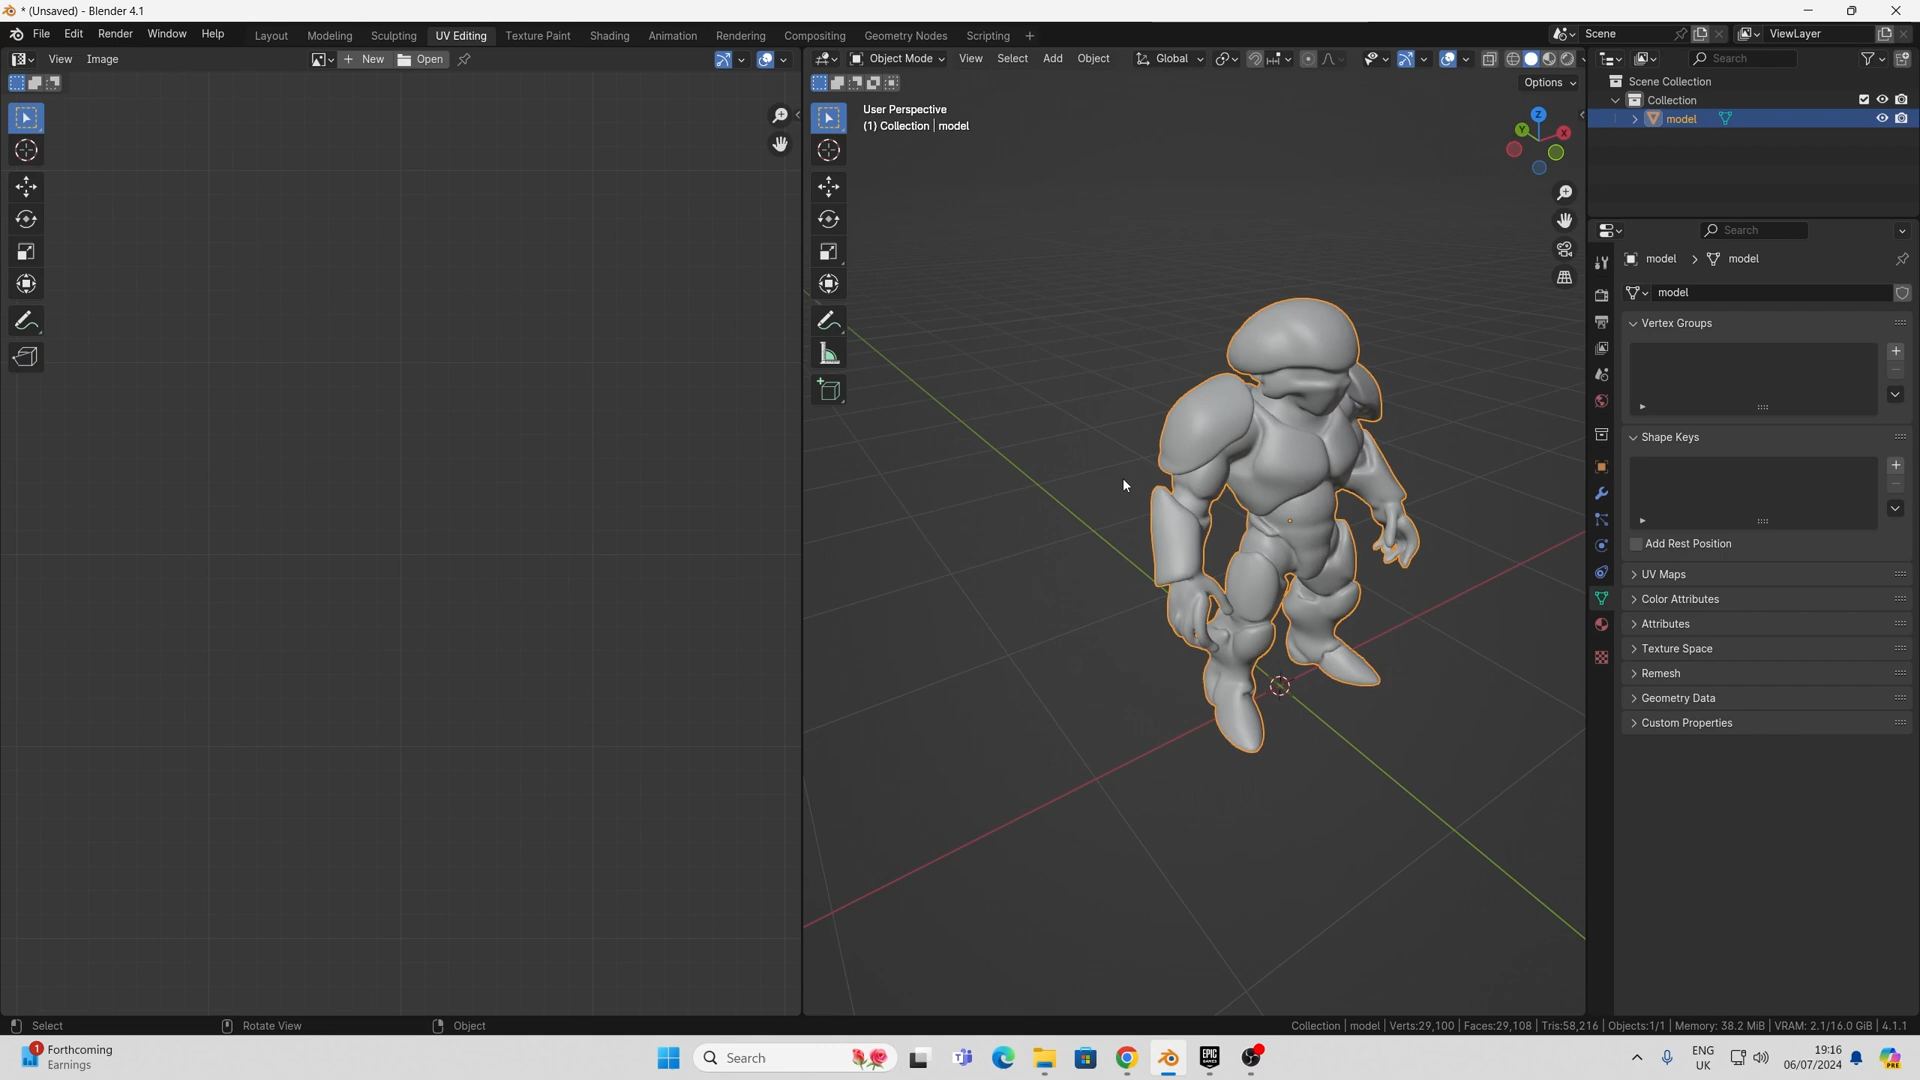 * (Unsaved) - Blender 4.1
File Edit Render Window Help
Layout Modeling Sculpting UV Editing Texture Paint Shading Animation Rendering Compositing Geometry Nodes Scripting +
Scene
ViewLayer
View Image
+ New Open
Object Mode View Select Add Object
Global
Search
Options
User Perspective
(1) Collection | model
Z
Y
X
Scene Collection
Collection
model
Search
model > model
model
Vertex Groups
Shape Keys
Add Rest Position
UV Maps
Color Attributes
Attributes
Texture Space
Remesh
Geometry Data
Custom Properties
Select Rotate View Object
Collection | model | Verts:29,100 | Faces:29,108 | Tris:58,216 | Objects:1/1 | Memory: 38.2 MiB | VRAM: 2.1/16.0 GiB | 4.1.1
1
Forthcoming
Earnings
Search
EPIC
GAMES
ENG
UK
19:16
06/07/2024
PRE